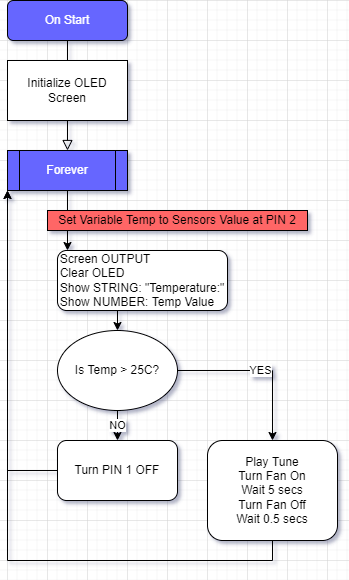 On Start
Initialize OLED
Screen
Forever
Set Variable Temp to Sensors Value at PIN 2
Screen OUTPUT
Clear OLED
Show STRING: "Temperature:"
Show NUMBER: Temp Value
Is Temp > 25C?
YES
NO
Turn PIN 1 OFF
Play Tune
Turn Fan On
Wait 5 secs
Turn Fan Off
Wait 0.5 secs